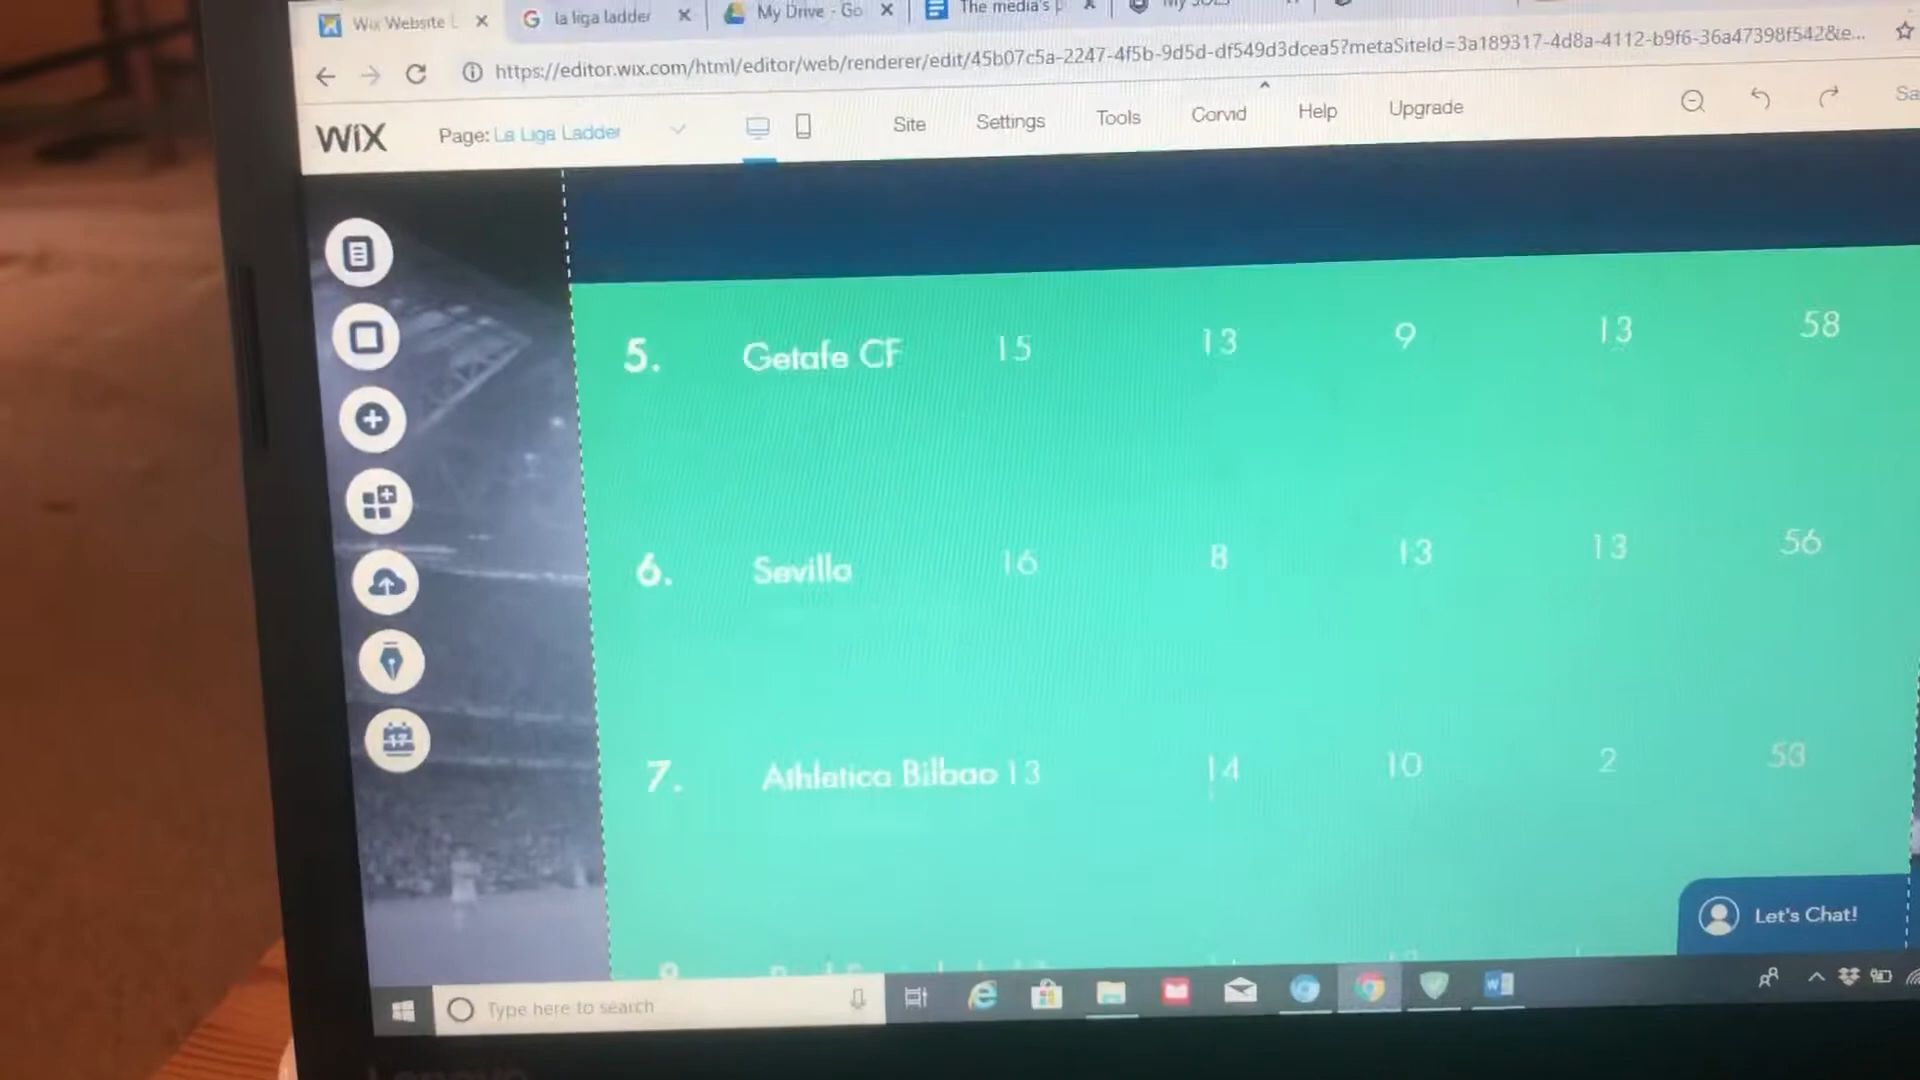 Wix Website
la liga ladder
My Drive - Go
The media's
My
https://editor.wix.com/html/editor/web/renderer/edit/45b07c5a-2247-4f5b-9d5d-df549d3dcea5?metaSiteId=3a189317-4d8a-4112-b9f6-36a47398f542&e...
WiX Page: La Liga Ladder Site Settings Tools Corvid Help Upgrade Sa
5. Getafe CF 15 13 9 13 58
6. Sevilla 16 8 13 13 56
7. Athletica Bilbao 13 14 10 2 53
17
Let's Chat!
Type here to search